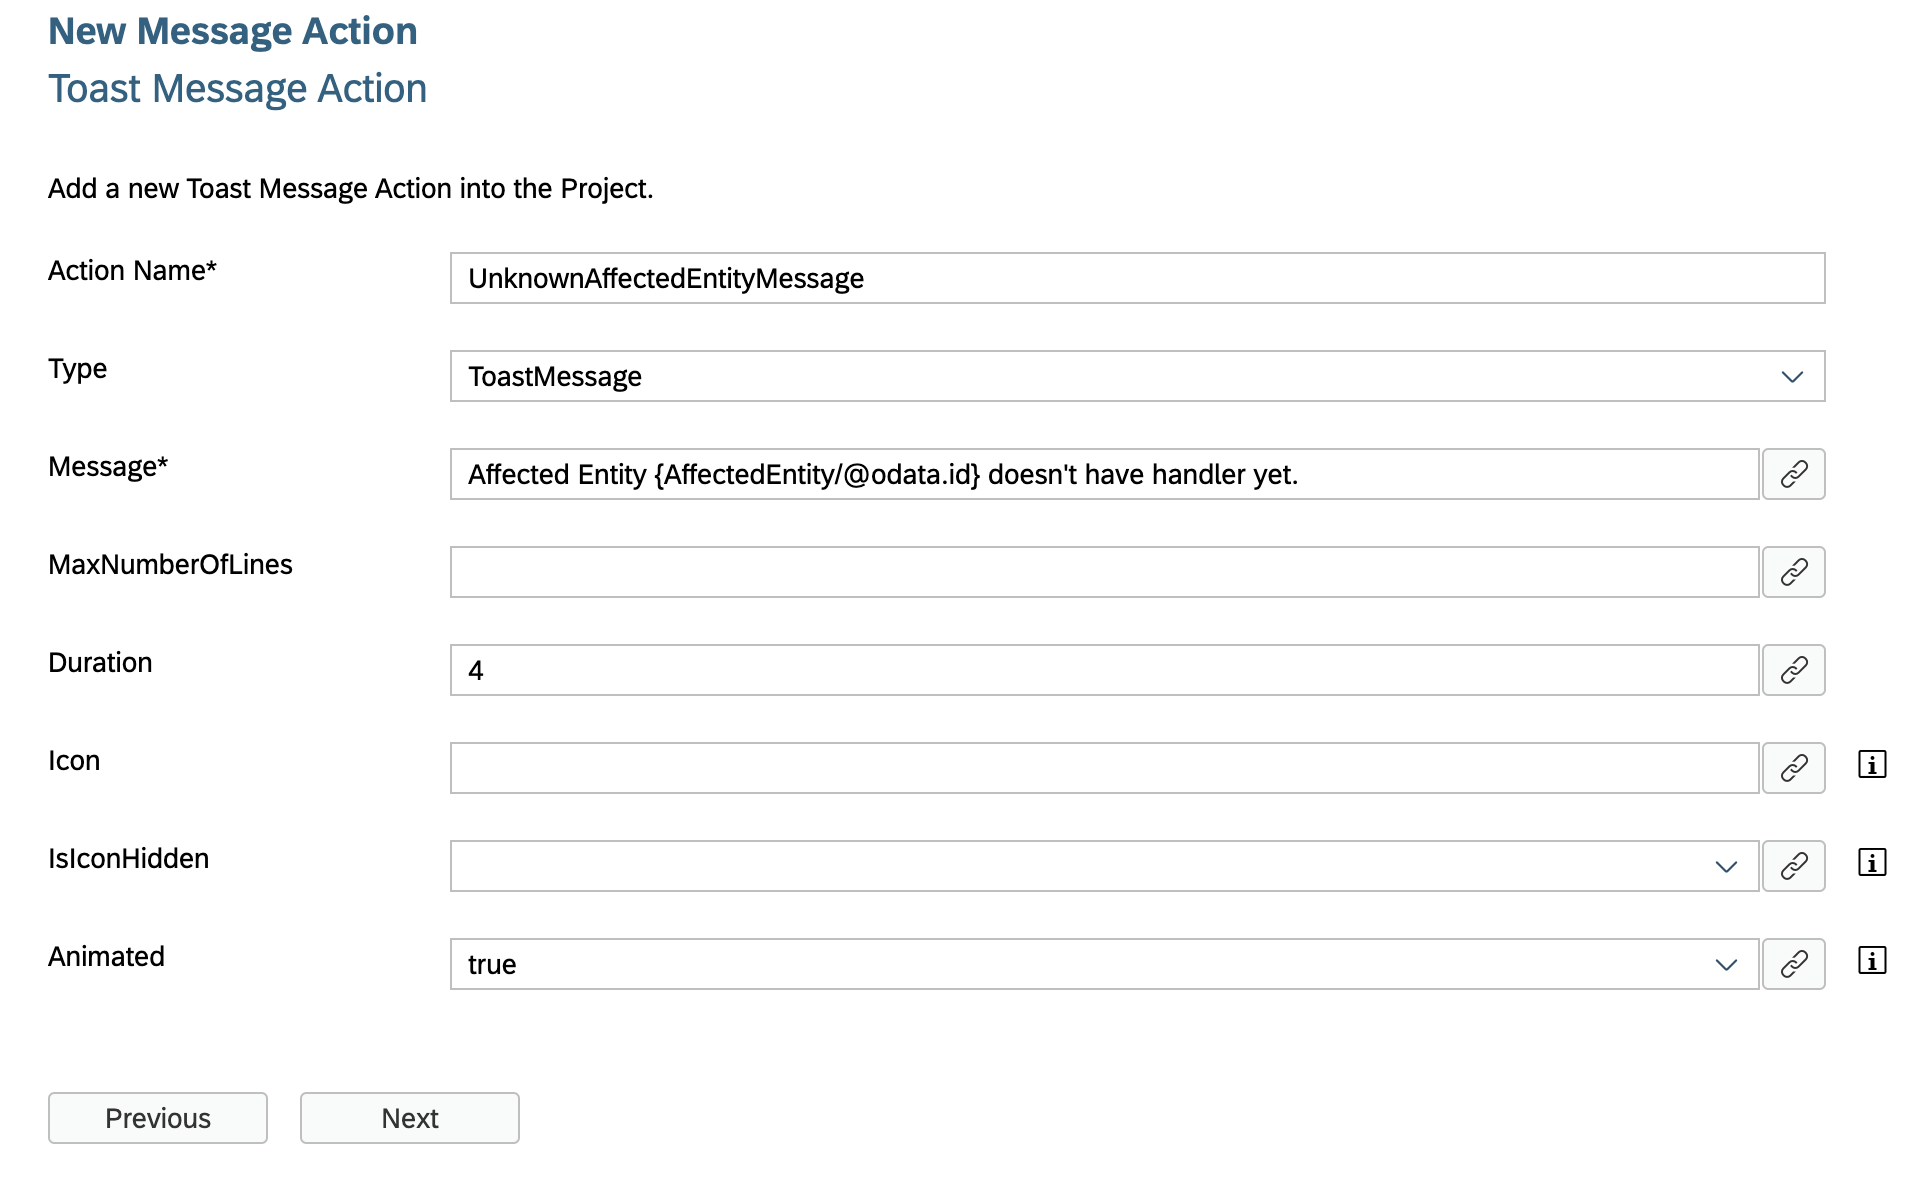 New Message Action
Toast Message Action
Add a new Toast Message Action into the Project.
Action Name*
UnknownAffectedEntityMessage
Type
ToastMessage
Message*
Affected Entity {AffectedEntity/@odata.id} doesn't have handler yet.
MaxNumberOfLines
Duration
4
Icon
IsIconHidden
Animated
true
Previous
Next